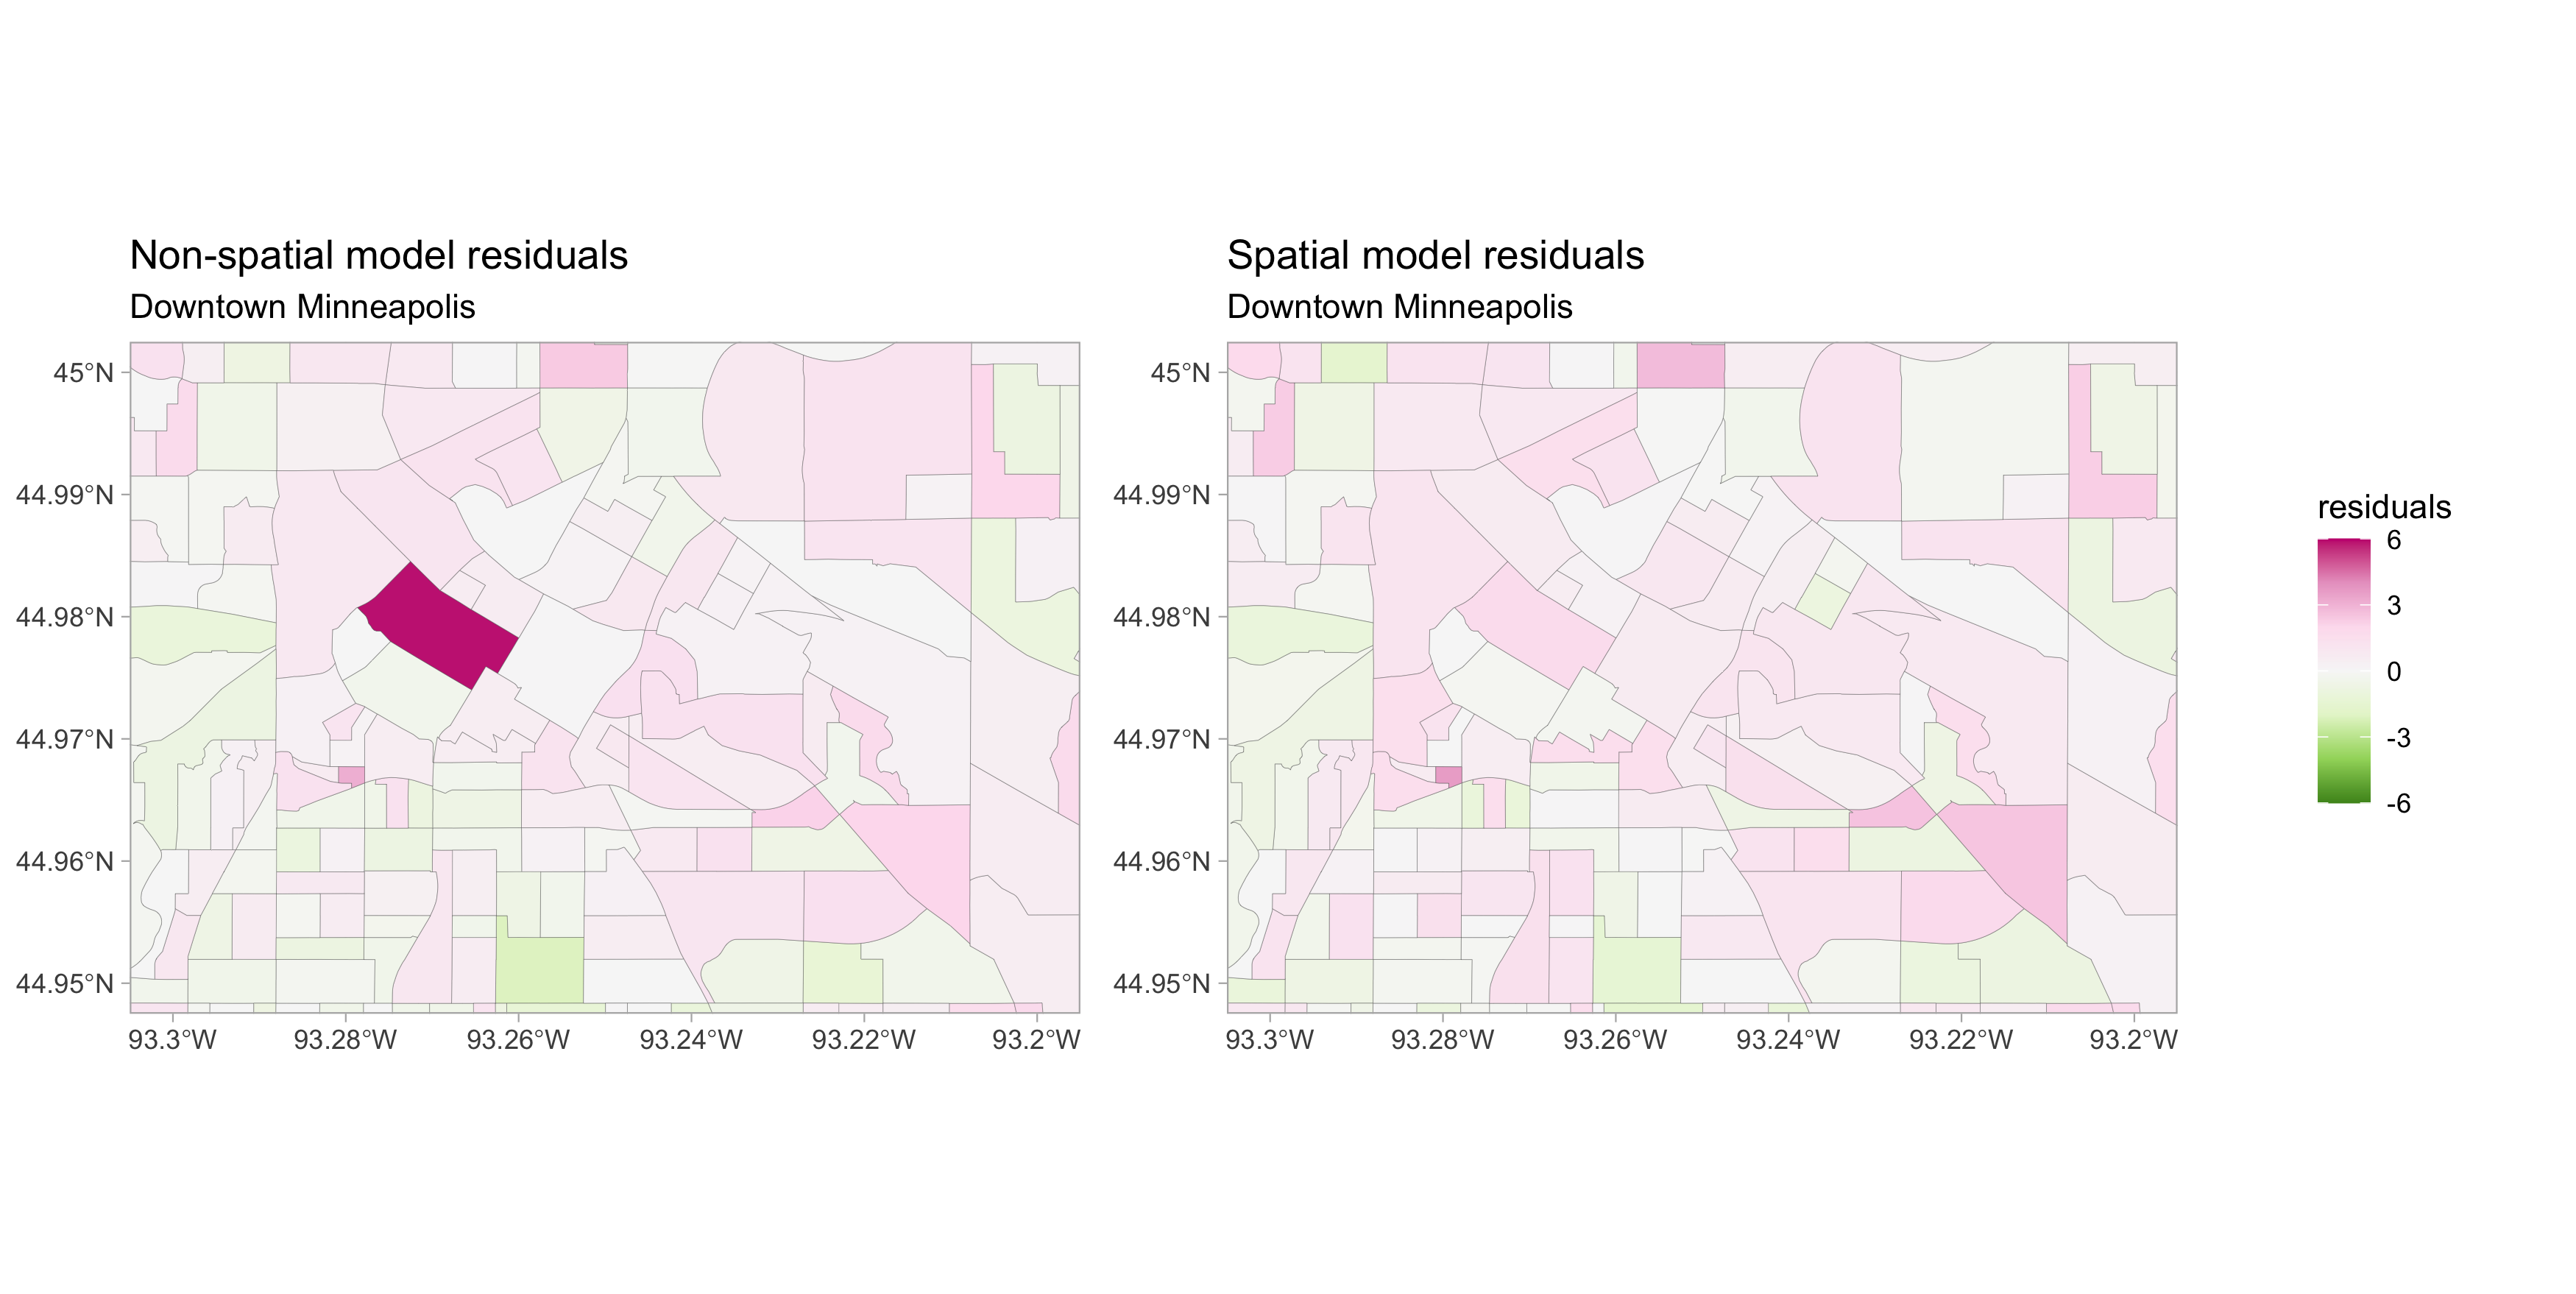 Non-spatial model residuals
Downtown Minneapolis
45°N
44.99°N
44.98°N
44.97°N
44.96°N
44.95°N
93.3°W 93.28°W 93.26°W 93.24°W 93.22°W 93.2°W
Spatial model residuals
Downtown Minneapolis
45°N
44.99°N
44.98°N
44.97°N
44.96°N
44.95°N
93.3°W 93.28°W 93.26°W 93.24°W 93.22°W 93.2°W
residuals
6
3
0
-3
-6